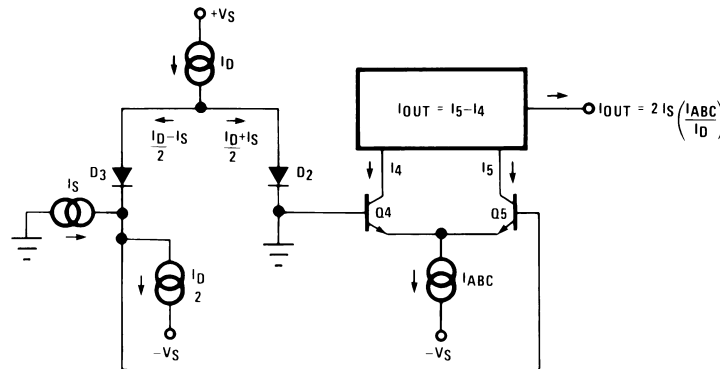 +VS
ID
ID/2 −IS
ID/2 +IS
D3
D2
IS
ID
2
−VS
IOUT = I5−I4
IOUT = 2 IS (IABC/ID)
I4
I5
Q4
Q5
IABC
−VS